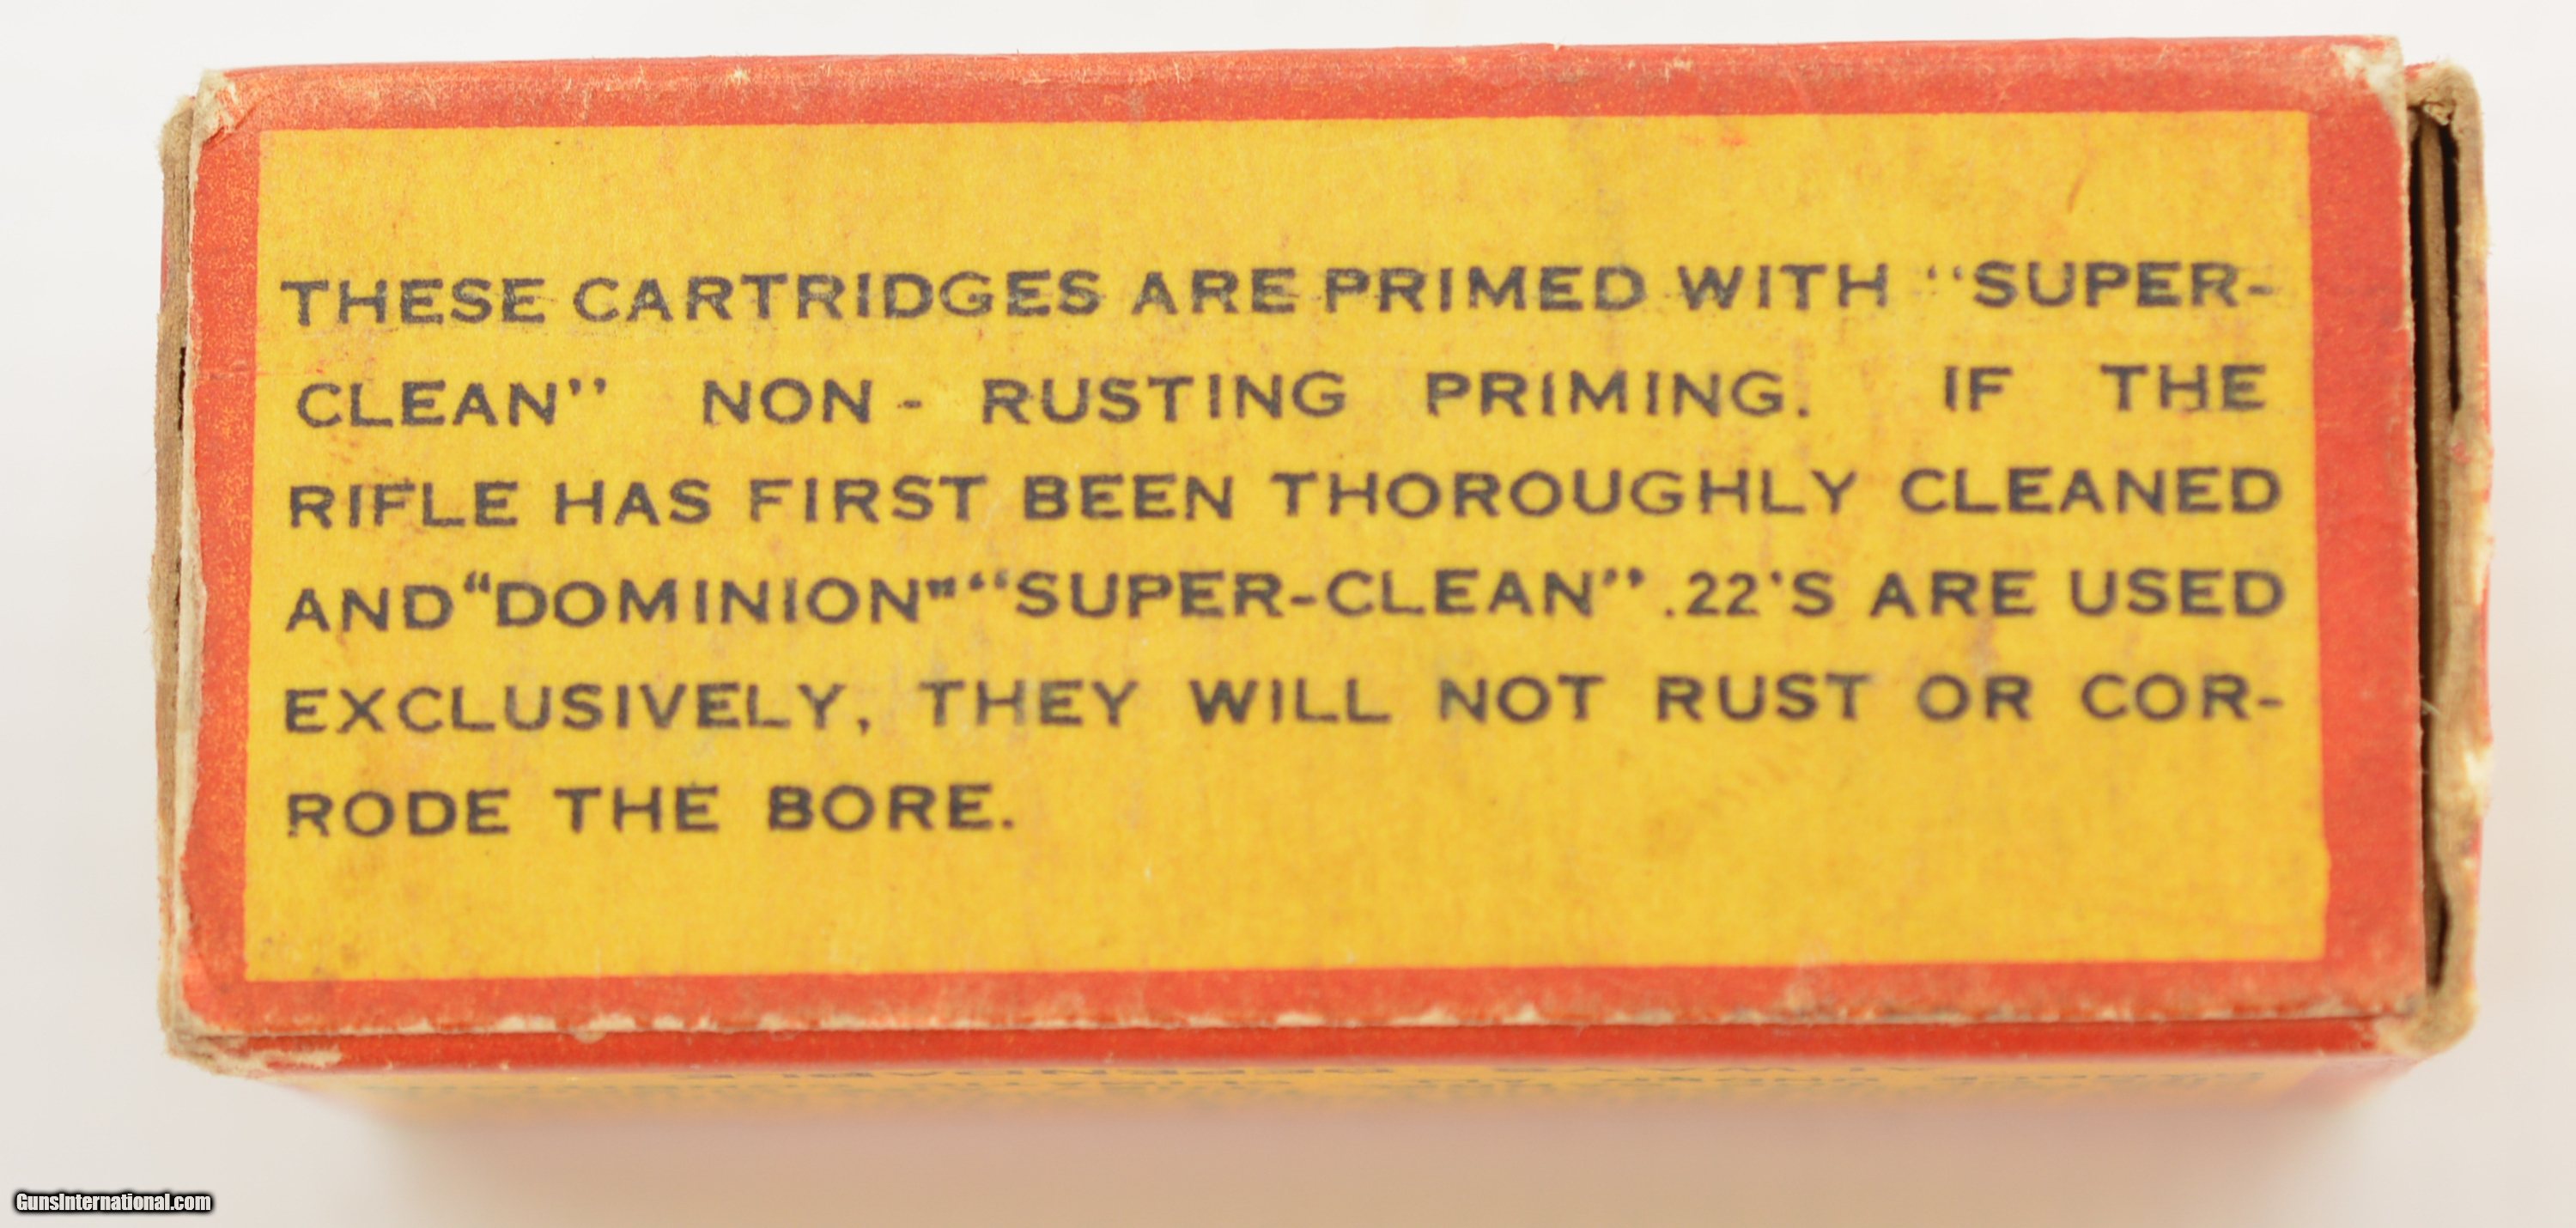 THESE CARTRIDGES ARE PRIMED WITH "SUPER-
CLEAN" NON - RUSTING PRIMING. IF THE
RIFLE HAS FIRST BEEN THOROUGHLY CLEANED
AND "DOMINION" "SUPER-CLEAN" .22'S ARE USED
EXCLUSIVELY, THEY WILL NOT RUST OR COR-
RODE THE BORE.
GunsInternational.com